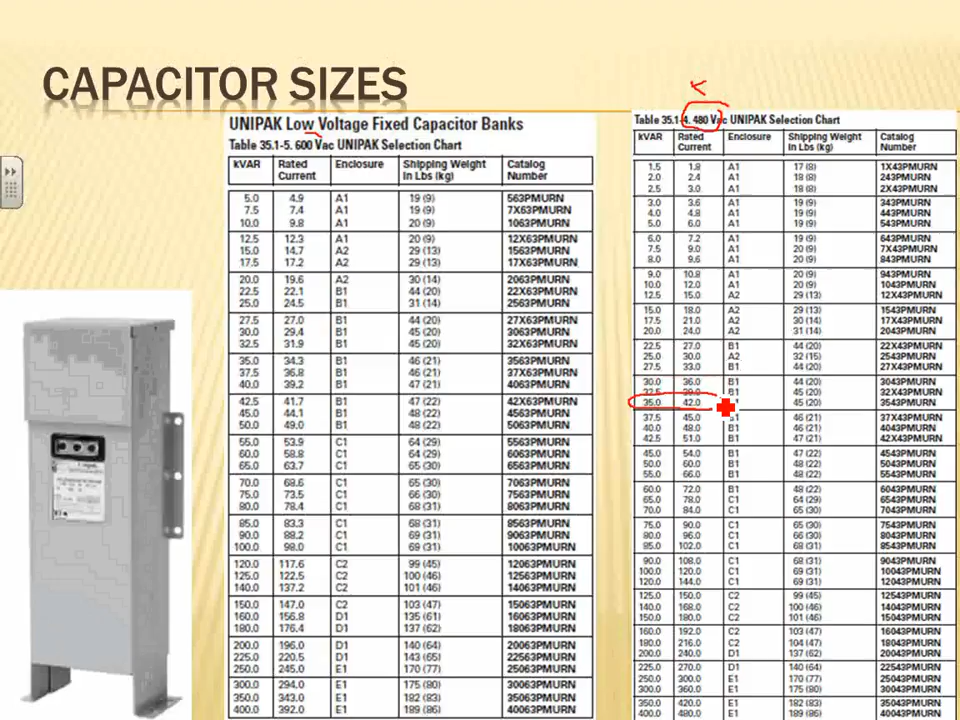 CAPACITOR SIZES
UNIPAK Low Voltage Fixed Capacitor Banks
Table 35.1-5. 600 Vac UNIPAK Selection Chart
kVAR Rated Current Enclosure Shipping Weight In Lbs (kg) Catalog Number
5.0 4.9 A1 19 (9) 563PMURN
7.5 7.4 A1 19 (9) 7X63PMURN
10.0 9.8 A1 20 (9) 1063PMURN
12.5 12.3 A1 20 (9) 12X63PMURN
15.0 14.7 A2 29 (13) 1563PMURN
17.5 17.2 A2 29 (13) 17X63PMURN
20.0 19.6 A2 30 (14) 2063PMURN
22.5 22.1 B1 44 (20) 22X63PMURN
25.0 24.5 B1 31 (14) 2563PMURN
27.5 27.0 B1 44 (20) 27X63PMURN
30.0 29.4 B1 45 (20) 3063PMURN
32.5 31.9 B1 45 (20) 32X63PMURN
35.0 34.3 B1 46 (21) 3563PMURN
37.5 36.8 B1 46 (21) 37X63PMURN
40.0 39.2 B1 47 (21) 4063PMURN
42.5 41.7 B1 47 (22) 42X63PMURN
45.0 44.1 B1 48 (22) 4563PMURN
50.0 49.0 B1 48 (22) 5063PMURN
55.0 53.9 C1 64 (29) 5563PMURN
60.0 58.8 C1 64 (29) 6063PMURN
65.0 63.7 C1 65 (30) 6563PMURN
70.0 68.6 C1 65 (30) 7063PMURN
75.0 73.5 C1 66 (30) 7563PMURN
80.0 78.4 C1 68 (31) 8063PMURN
85.0 83.3 C1 68 (31) 8563PMURN
90.0 88.2 C1 69 (31) 9063PMURN
100.0 98.0 C1 69 (31) 10063PMURN
120.0 117.6 C2 99 (45) 12063PMURN
125.0 122.5 C2 100 (46) 12563PMURN
140.0 137.2 C2 101 (46) 14063PMURN
150.0 147.0 C2 103 (47) 15063PMURN
160.0 156.8 D1 135 (61) 16063PMURN
180.0 176.4 D1 137 (62) 18063PMURN
200.0 196.0 D1 140 (64) 20063PMURN
225.0 220.5 D1 143 (65) 22563PMURN
250.0 245.0 E1 170 (77) 25063PMURN
300.0 294.0 E1 175 (80) 30063PMURN
350.0 343.0 E1 182 (83) 35063PMURN
400.0 392.0 E1 189 (86) 40063PMURN
Table 35.1-4. 480 Vac UNIPAK Selection Chart
kVAR Rated Current Enclosure Shipping Weight In Lbs (kg) Catalog Number
1.5 1.8 A1 17 (8) 1X43PMURN
2.0 2.4 A1 18 (8) 243PMURN
2.5 3.0 A1 18 (8) 2X43PMURN
3.0 3.6 A1 19 (9) 343PMURN
4.0 4.8 A1 19 (9) 443PMURN
5.0 6.0 A1 19 (9) 543PMURN
6.0 7.2 A1 19 (9) 643PMURN
7.5 9.0 A1 20 (9) 7X43PMURN
8.0 9.6 A1 20 (9) 843PMURN
9.0 10.8 A1 20 (9) 943PMURN
10.0 12.0 A1 20 (9) 1043PMURN
12.5 15.0 A2 29 (13) 12X43PMURN
15.0 18.0 A2 29 (13) 1543PMURN
17.5 21.0 A2 30 (14) 17X43PMURN
20.0 24.0 A2 31 (14) 2043PMURN
22.5 27.0 B1 44 (20) 22X43PMURN
25.0 30.0 A2 32 (15) 2543PMURN
27.5 33.0 B1 44 (20) 27X43PMURN
30.0 36.0 B1 44 (20) 3043PMURN
32.5 39.0 B1 45 (20) 32X43PMURN
35.0 42.0 45 (20) 3543PMURN
37.5 45.0 B1 46 (21) 37X43PMURN
40.0 48.0 B1 46 (21) 4043PMURN
42.5 51.0 B1 47 (21) 42X43PMURN
45.0 54.0 B1 47 (22) 4543PMURN
50.0 60.0 B1 48 (22) 5043PMURN
55.0 66.0 B1 48 (22) 5543PMURN
60.0 72.0 B1 48 (22) 6043PMURN
65.0 78.0 C1 64 (29) 6543PMURN
70.0 84.0 C1 65 (30) 7043PMURN
75.0 90.0 C1 65 (30) 7543PMURN
80.0 96.0 C1 66 (30) 8043PMURN
85.0 102.0 C1 68 (31) 8543PMURN
90.0 108.0 C1 68 (31) 9043PMURN
100.0 120.0 C1 69 (31) 10043PMURN
120.0 144.0 C1 69 (31) 12043PMURN
125.0 150.0 C2 99 (45) 12543PMURN
140.0 168.0 C2 100 (46) 14043PMURN
150.0 180.0 C2 101 (46) 15043PMURN
160.0 192.0 C2 103 (47) 16043PMURN
180.0 216.0 C2 104 (47) 18043PMURN
200.0 240.0 D1 137 (62) 20043PMURN
225.0 270.0 D1 140 (64) 22543PMURN
250.0 300.0 E1 170 (77) 25043PMURN
300.0 360.0 E1 175 (80) 30043PMURN
350.0 420.0 E1 182 (83) 35043PMURN
400.0 480.0 E1 189 (86) 40043PMURN